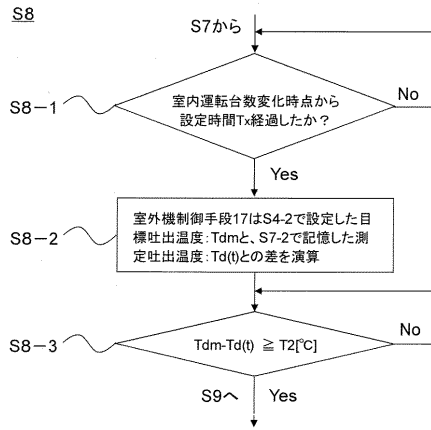 S8
S7から
S8-1
室内運転台数変化時点から
設定時間Tx経過したか？
No
Yes
S8-2
室外機制御手段17はS4-2で設定した目
標吐出温度:Tdmと、S7-2で記憶した測
定吐出温度:Td(t)との差を演算
S8-3
Tdm-Td(t) ≧ T2[℃]
No
S9へ
Yes